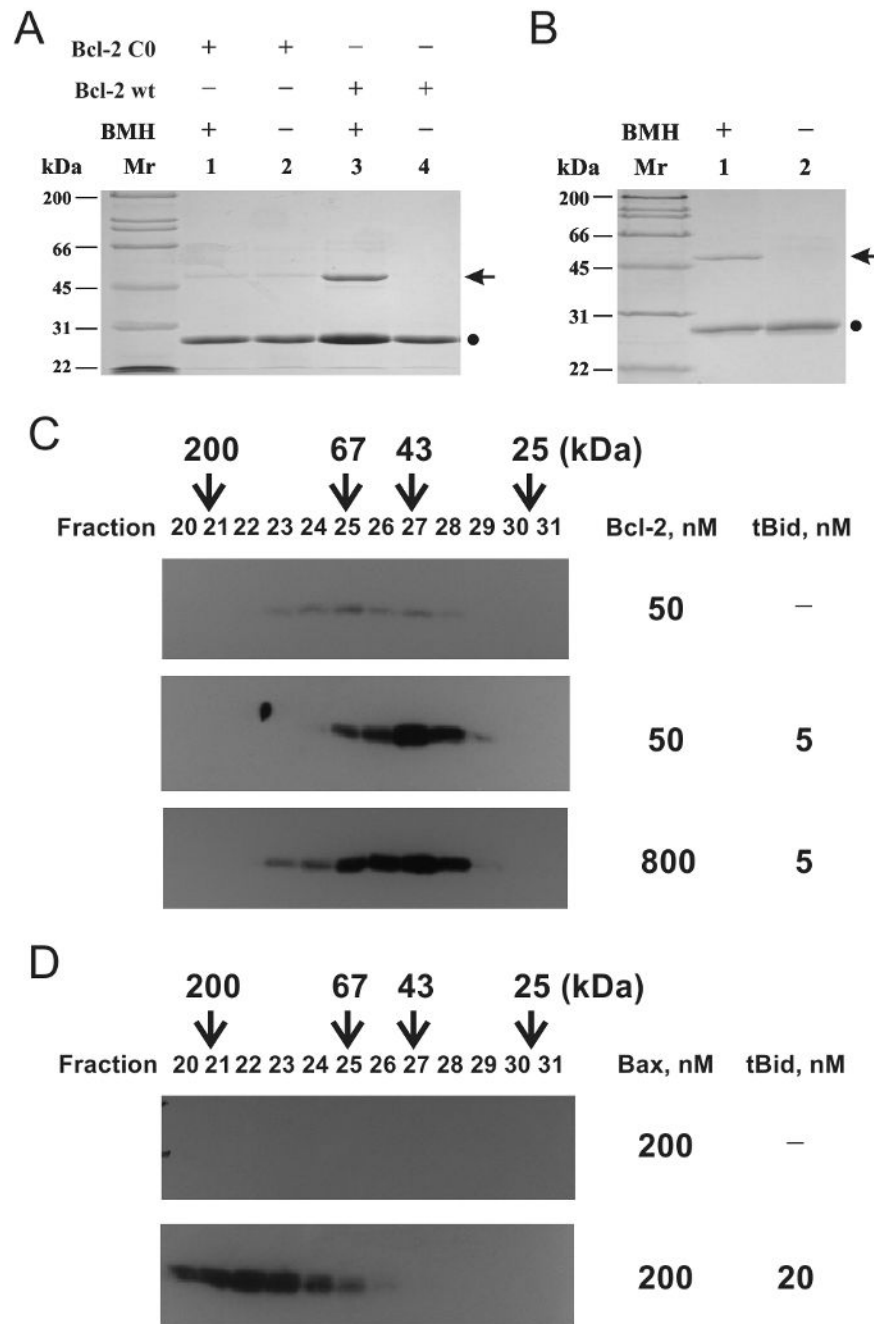 A
Bcl-2 C0 + + − −
Bcl-2 wt − − + +
BMH + − + −
kDa Mr 1 2 3 4
200
66
45
31
22
B
BMH + −
kDa Mr 1 2
200
66
45
31
22
C
200 67 43 25 (kDa)
Fraction 20 21 22 23 24 25 26 27 28 29 30 31 Bcl-2, nM tBid, nM
50 −
50 5
800 5
D
200 67 43 25 (kDa)
Fraction 20 21 22 23 24 25 26 27 28 29 30 31 Bax, nM tBid, nM
200 −
200 20